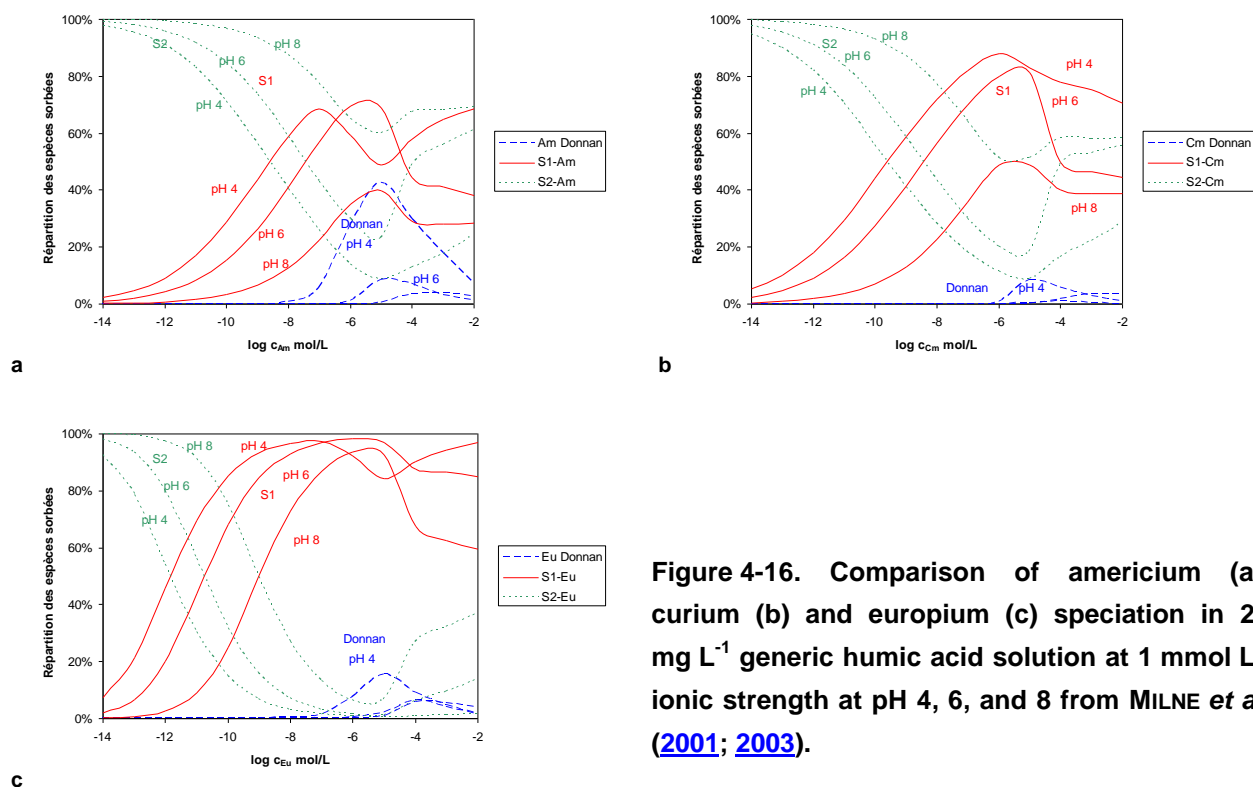 100%
80%
60%
40%
20%
0%
Répartition des espèces sorbées
S2
pH 8
pH 6
S1
pH 4
pH 4
pH 6
pH 8
Donnan
pH 4
pH 6
-14 -12 -10 -8 -6 -4 -2
log cAm mol/L
Am Donnan
S1-Am
S2-Am
a
100%
80%
60%
40%
20%
0%
Répartition des espèces sorbées
S2
pH 8
pH 6
pH 4
S1
pH 4
pH 6
pH 8
Donnan
pH 4
-14 -12 -10 -8 -6 -4 -2
log cCm mol/L
Cm Donnan
S1-Cm
S2-Cm
b
100%
80%
60%
40%
20%
0%
Répartition des espèces sorbées
pH 8
S2
pH 6
pH 4
pH 4
pH 6
S1
pH 8
Donnan
pH 4
-14 -12 -10 -8 -6 -4 -2
log cEu mol/L
Eu Donnan
S1-Eu
S2-Eu
c
Figure 4-16. Comparison of americium (a
curium (b) and europium (c) speciation in 2
mg L-1 generic humic acid solution at 1 mmol L
ionic strength at pH 4, 6, and 8 from MILNE et a
(2001; 2003).